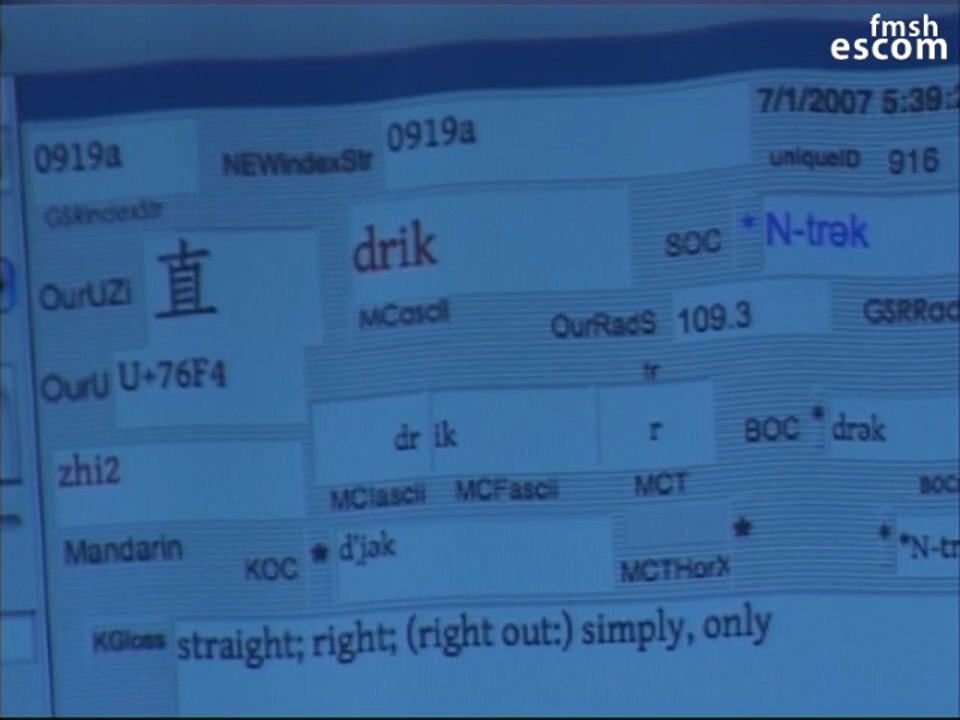 fmsh
escom
7/1/2007 5:39:2
0919a NEWindexStr 0919a uniqueID 916
GSRindexStr
OurUZi 直 drik SOC * N-trək
MCascii OurRadS 109.3 GSRRad
OurU U+76F4 fr
dr ik r BOC * drək
zhi2
MCIascii MCFascii MCT BOC
Mandarin KOC * d'i̯ək MCTHorX * * *N-tr
KGloss straight; right; (right out:) simply, only